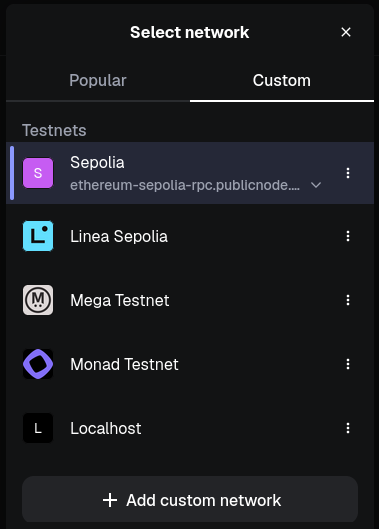 Select network
Popular
Custom
Testnets
S
Sepolia
ethereum-sepolia-rpc.publicnode....
L
Linea Sepolia
M
Mega Testnet
Monad Testnet
L
Localhost
+ Add custom network